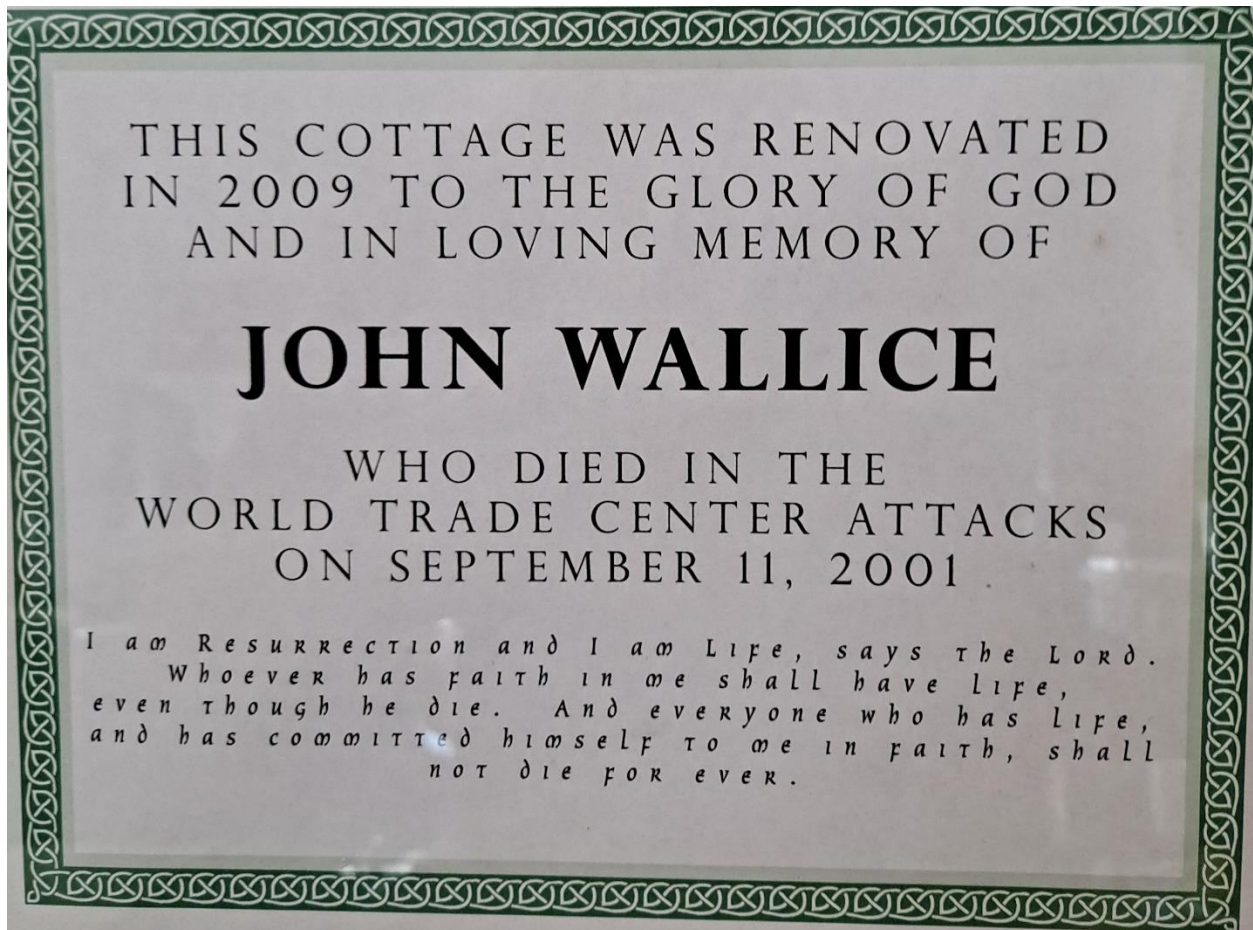 THIS COTTAGE WAS RENOVATED
IN 2009 TO THE GLORY OF GOD
AND IN LOVING MEMORY OF
JOHN WALLICE
WHO DIED IN THE
WORLD TRADE CENTER ATTACKS
ON SEPTEMBER 11, 2001
I am Resurrection and I am Life, says the Lord.
Whoever has faith in me shall have life,
even though he die. And everyone who has life,
and has committed himself to me in faith, shall
not die for ever.